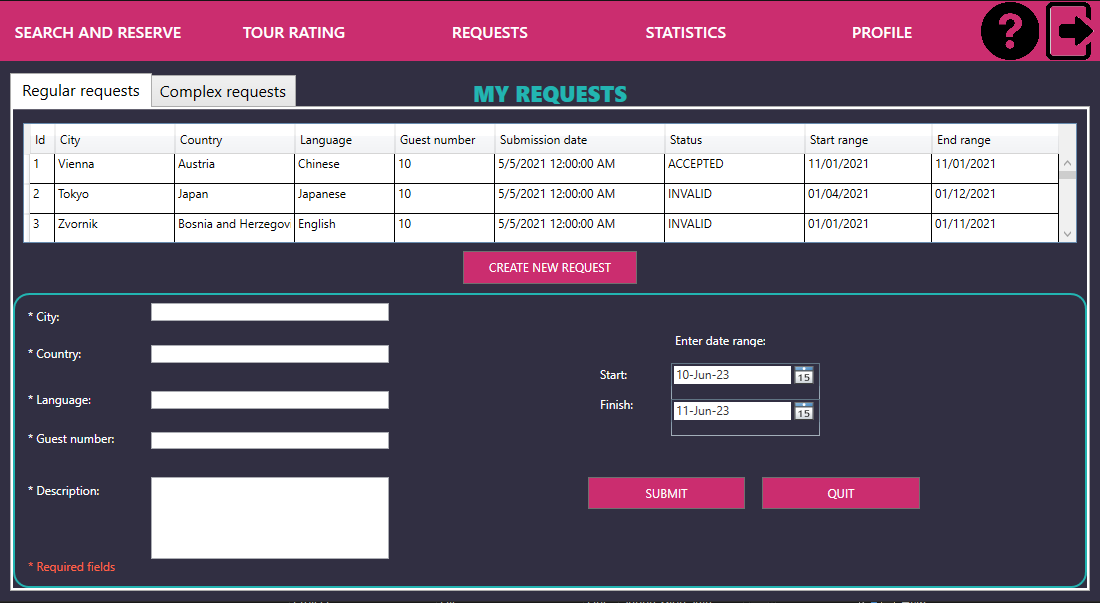 SEARCH AND RESERVE TOUR RATING REQUESTS STATISTICS PROFILE ?
Regular requests Complex requests
MY REQUESTS
Id City Country Language Guest number Submission date Status Start range End range
1 Vienna Austria Chinese 10 5/5/2021 12:00:00 AM ACCEPTED 11/01/2021 11/01/2021
2 Tokyo Japan Japanese 10 5/5/2021 12:00:00 AM INVALID 01/04/2021 01/12/2021
3 Zvornik Bosnia and Herzegovi English 10 5/5/2021 12:00:00 AM INVALID 01/01/2021 01/11/2021
CREATE NEW REQUEST
* City:
* Country:
* Language:
* Guest number:
* Description:
* Required fields
Enter date range:
Start: 10-Jun-23 15
Finish: 11-Jun-23 15
SUBMIT QUIT